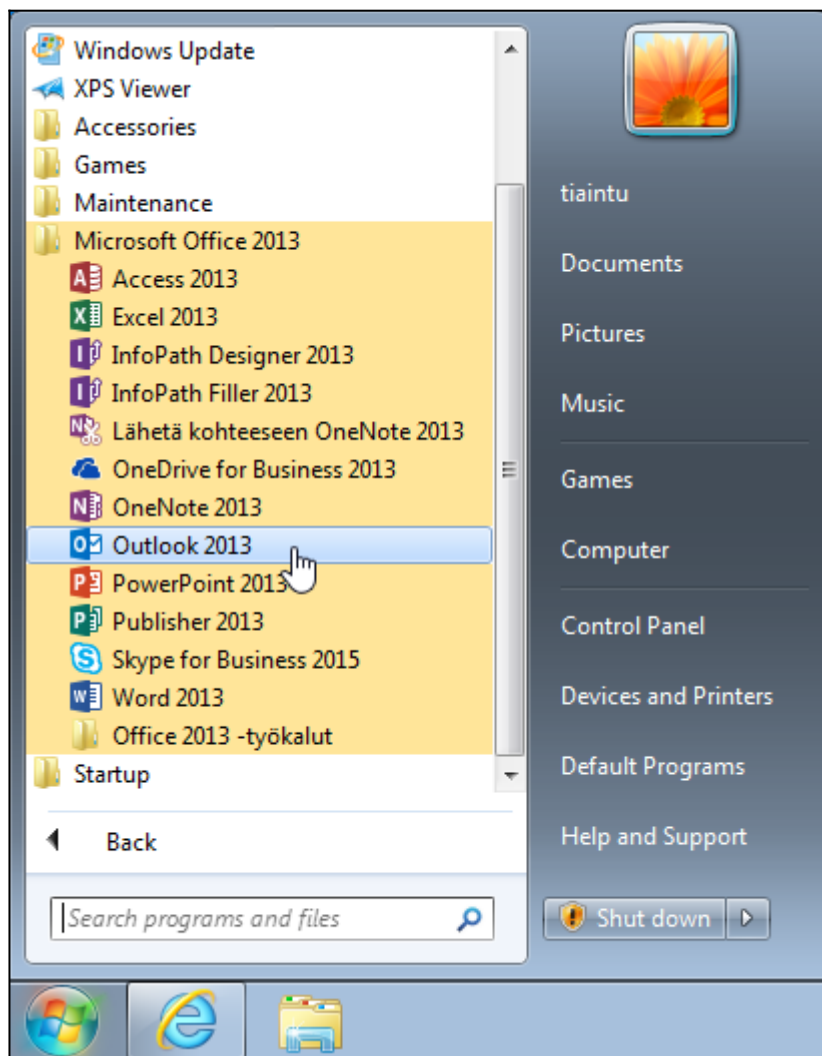 Windows Update
XPS Viewer
Accessories
Games
Maintenance
Microsoft Office 2013
Access 2013
Excel 2013
InfoPath Designer 2013
InfoPath Filler 2013
Lähetä kohteeseen OneNote 2013
OneDrive for Business 2013
OneNote 2013
Outlook 2013
PowerPoint 2013
Publisher 2013
Skype for Business 2015
Word 2013
Office 2013 -työkalut
Startup
Back
Search programs and files
tiaintu
Documents
Pictures
Music
Games
Computer
Control Panel
Devices and Printers
Default Programs
Help and Support
Shut down